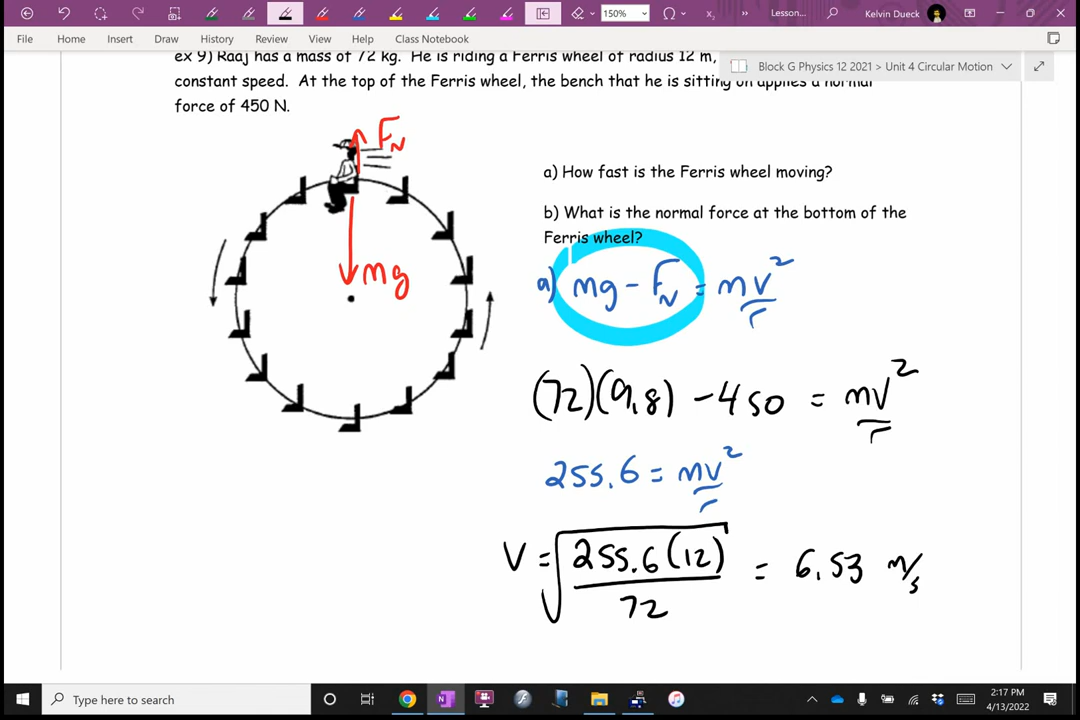 150%
Lesson...
Kelvin Dueck
File Home Insert Draw History Review View Help Class Notebook
Block G Physics 12 2021 > Unit 4 Circular Motion
ex 9) Raaj has a mass of 72 kg. He is riding a Ferris wheel of radius 12 m,
constant speed. At the top of the Ferris wheel, the bench that he is sitting on applies a normal
force of 450 N.
FN
mg
a) How fast is the Ferris wheel moving?
b) What is the normal force at the bottom of the
Ferris wheel?
a) mg - FN = mv²/r
(72)(9.8) - 450 = mv²/r
255.6 = mv²/r
V = √255.6(12)/72 = 6.53 m/s
Type here to search
2:17 PM
4/13/2022